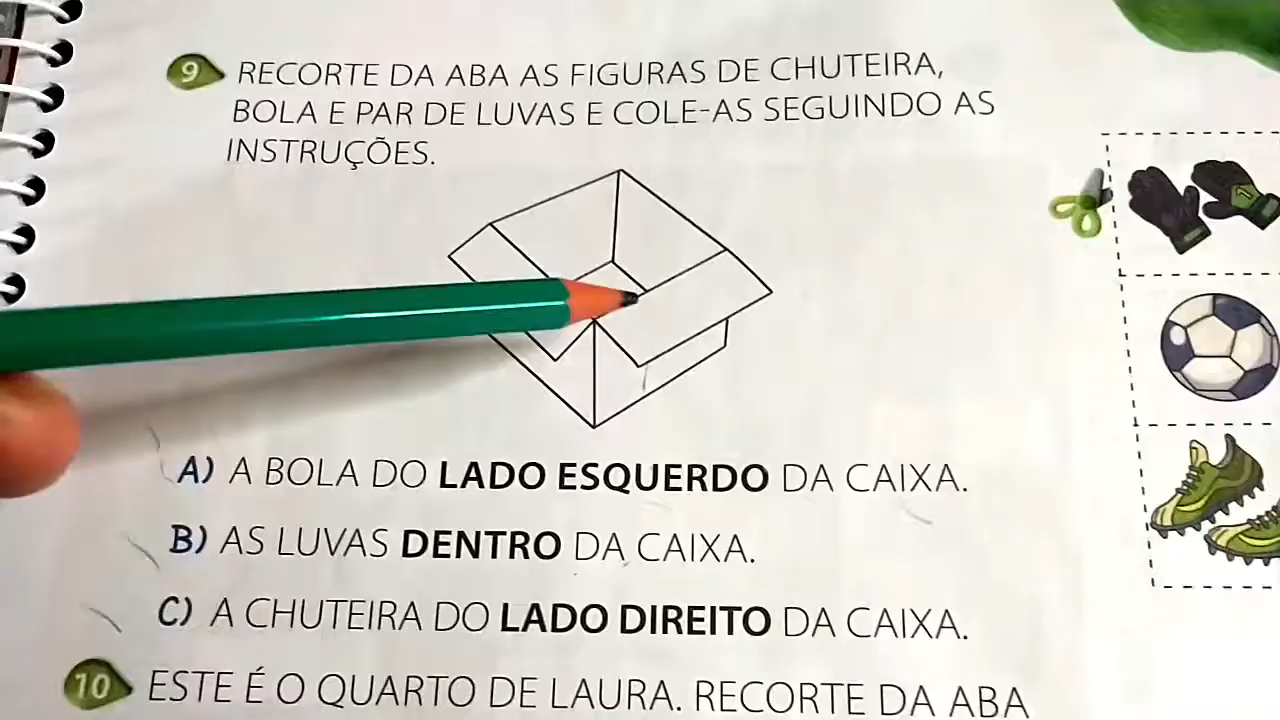 9 RECORTE DA ABA AS FIGURAS DE CHUTEIRA,
BOLA E PAR DE LUVAS E COLE-AS SEGUINDO AS
INSTRUÇÕES.
A) A BOLA DO LADO ESQUERDO DA CAIXA.
B) AS LUVAS DENTRO DA CAIXA.
C) A CHUTEIRA DO LADO DIREITO DA CAIXA.
10 ESTE É O QUARTO DE LAURA. RECORTE DA ABA